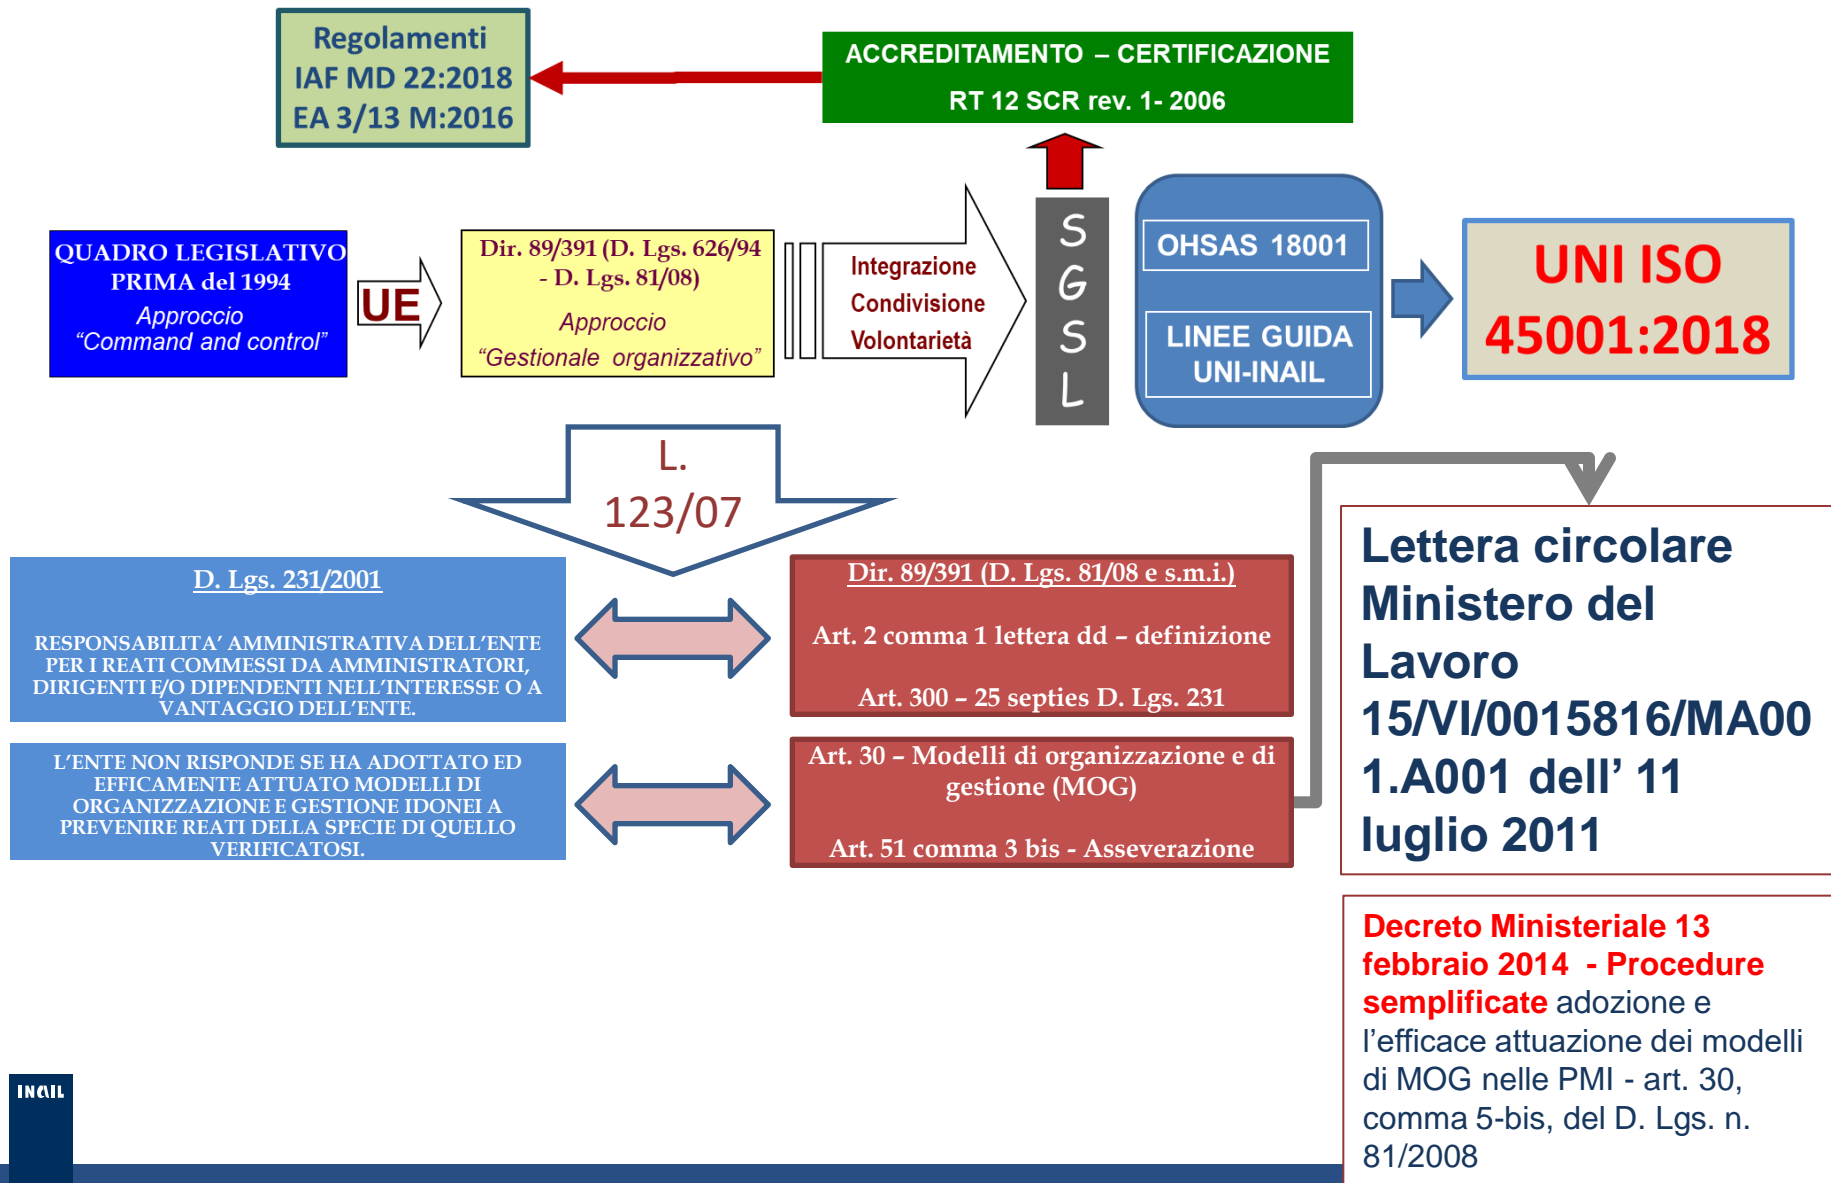 Regolamenti
IAF MD 22:2018
EA 3/13 M:2016
ACCREDITAMENTO – CERTIFICAZIONE
RT 12 SCR rev. 1- 2006
QUADRO LEGISLATIVO
PRIMA del 1994
Approccio
“Command and control”
UE
Dir. 89/391 (D. Lgs. 626/94
- D. Lgs. 81/08)
Approccio
“Gestionale organizzativo”
Integrazione
Condivisione
Volontarietà
S
G
S
L
OHSAS 18001
LINEE GUIDA
UNI-INAIL
UNI ISO
45001:2018
L.
123/07
D. Lgs. 231/2001
RESPONSABILITA’ AMMINISTRATIVA DELL’ENTE
PER I REATI COMMESSI DA AMMINISTRATORI,
DIRIGENTI E/O DIPENDENTI NELL’INTERESSE O A
VANTAGGIO DELL’ENTE.
Dir. 89/391 (D. Lgs. 81/08 e s.m.i.)
Art. 2 comma 1 lettera dd – definizione
Art. 300 – 25 septies D. Lgs. 231
L’ENTE NON RISPONDE SE HA ADOTTATO ED
EFFICAMENTE ATTUATO MODELLI DI
ORGANIZZAZIONE E GESTIONE IDONEI A
PREVENIRE REATI DELLA SPECIE DI QUELLO
VERIFICATOSI.
Art. 30 – Modelli di organizzazione e di
gestione (MOG)
Art. 51 comma 3 bis - Asseverazione
Lettera circolare
Ministero del
Lavoro
15/VI/0015816/MA00
1.A001 dell’ 11
luglio 2011
Decreto Ministeriale 13
febbraio 2014 - Procedure
semplificate adozione e
l’efficace attuazione dei modelli
di MOG nelle PMI - art. 30,
comma 5-bis, del D. Lgs. n.
81/2008
INAIL